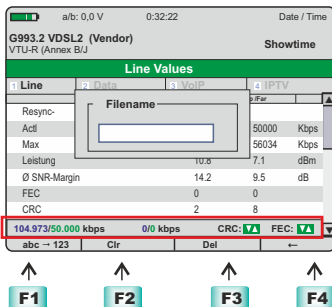 a/b: 0,0 V 0:32:22 Date / Time
G993.2 VDSL2 (Vendor)
VTU-R (Annex B/J Showtime
Line Values
1 Line 2 Data 3 VoIP 4 IPTV
/Far
Filename
Resync-
Actl 50000 Kbps
Max 56034 Kbps
Leistung 10.8 7.1 dBm
Ø SNR-Margin 14.2 9.5 dB
FEC 0 0
CRC 2 8
104.973/50.000 kbps 0/0 kbps CRC: FEC:
abc → 123 Clr Del ←
F1 F2 F3 F4